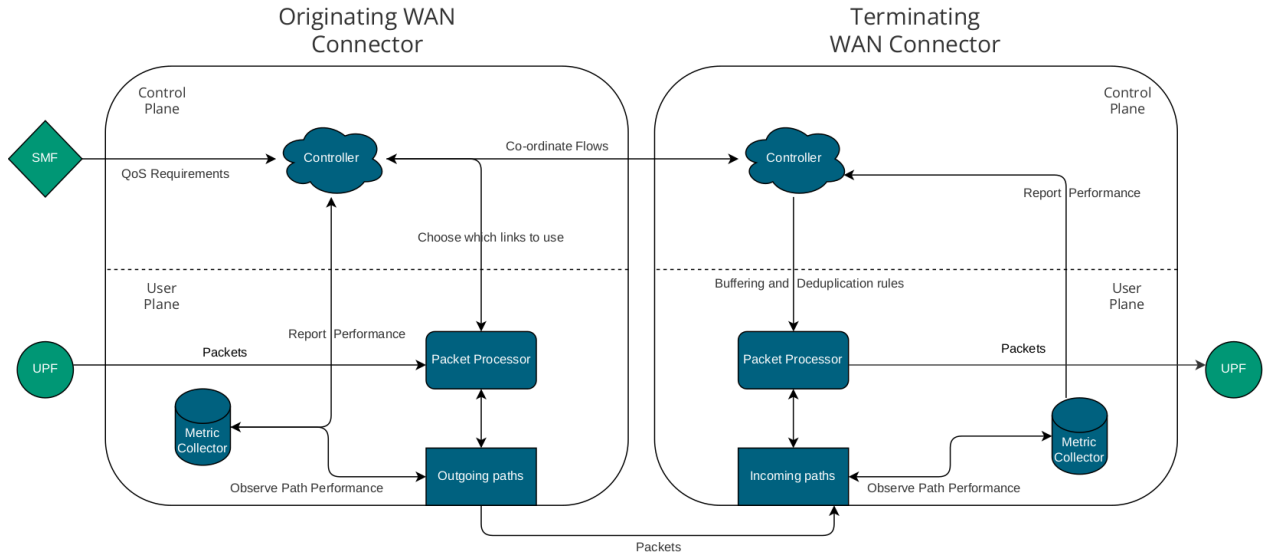 Originating WAN
Connector
Terminating
WAN Connector
Control
Plane
Control
Plane
SMF
QoS Requirements
Controller
Co-ordinate Flows
Controller
Report Performance
Choose which links to use
User
Plane
Buffering and Deduplication rules
User
Plane
Report Performance
UPF
Packets
Packet Processor
Packet Processor
Packets
UPF
Metric
Collector
Metric
Collector
Observe Path Performance
Outgoing paths
Incoming paths
Observe Path Performance
Packets